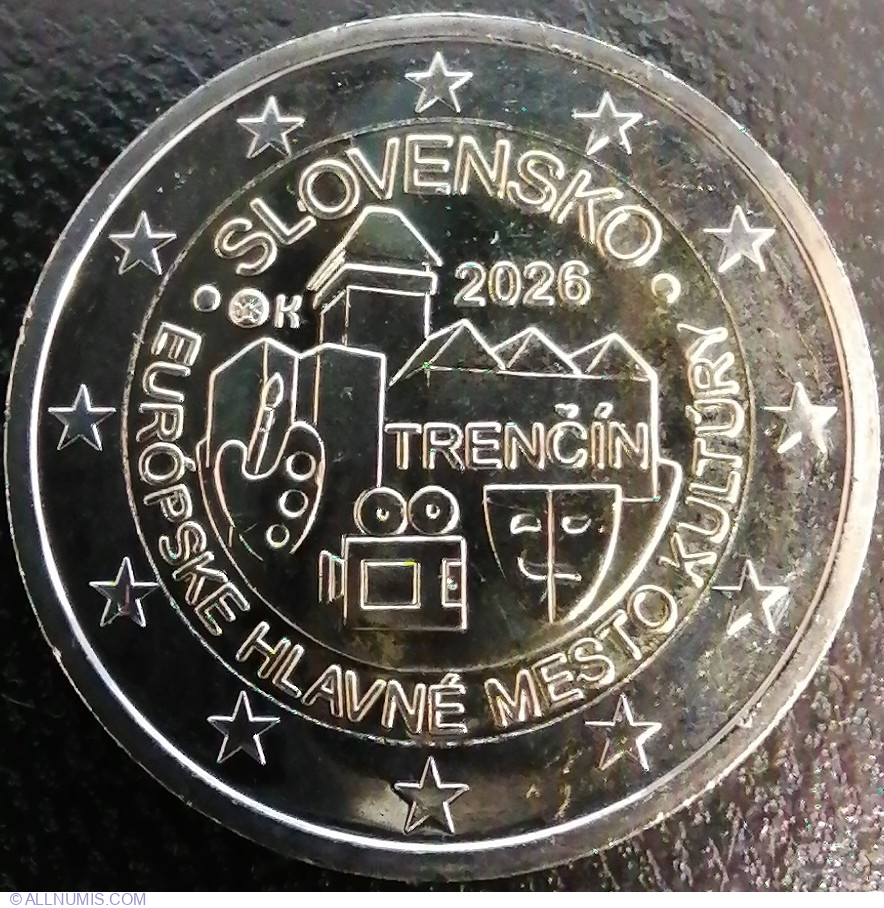 SLOVENSKO
2026
K
TRENČÍN
EURÓPSKE HLAVNÉ MESTO KULTÚRY
©ALLNUMIS.COM